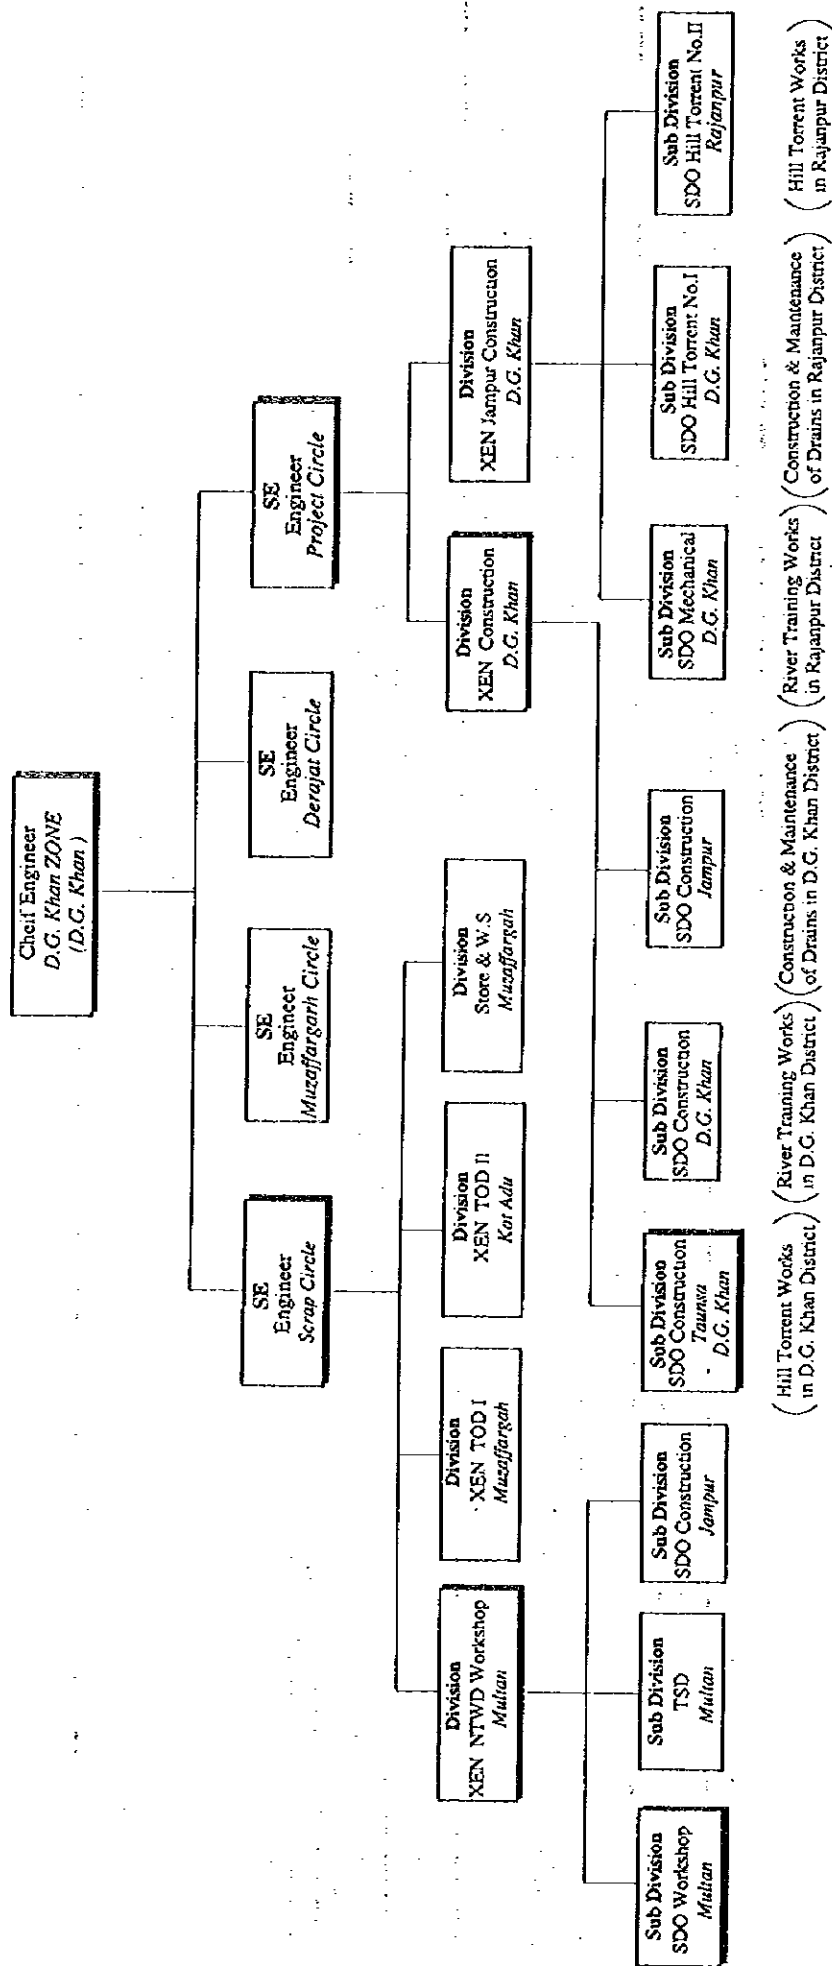 Cheif Engineer
D.G. Khan ZONE
(D.G. Khan )
SE
Engineer
Scrap Circle
SE
Engineer
Muzaffargarh Circle
SE
Engineer
Derajat Circle
SE
Engineer
Project Circle
Division
XEN NTWD Workshop
Multan
Division
XEN TOD I
Muzaffargah
Division
XEN TOD II
Kot Adu
Division
Store & W.S
Muzaffargah
Division
XEN Construction
D.G. Khan
Division
XEN Jampur Construction
D.G. Khan
Sub Division
SDO Workshop
Multan
Sub Division
TSD
Multan
Sub Division
SDO Construction
Jampur
Sub Division
SDO Construction
Taunsa
D.G. Khan
Sub Division
SDO Construction
D.G. Khan
Sub Division
SDO Construction
Jampur
Sub Division
SDO Mechanical
D.G. Khan
Sub Division
SDO Hill Torrent No.I
D.G. Khan
Sub Division
SDO Hill Torrent No.II
Rajanpur
(Hill Torrent Works
in D.G. Khan District)
(River Training Works
in D.G. Khan District)
(Construction & Maintenance
of Drains in D.G. Khan District)
(River Training Works
in Rajanpur District)
(Construction & Maintenance
of Drains in Rajanpur District)
(Hill Torrent Works
in Rajanpur District)